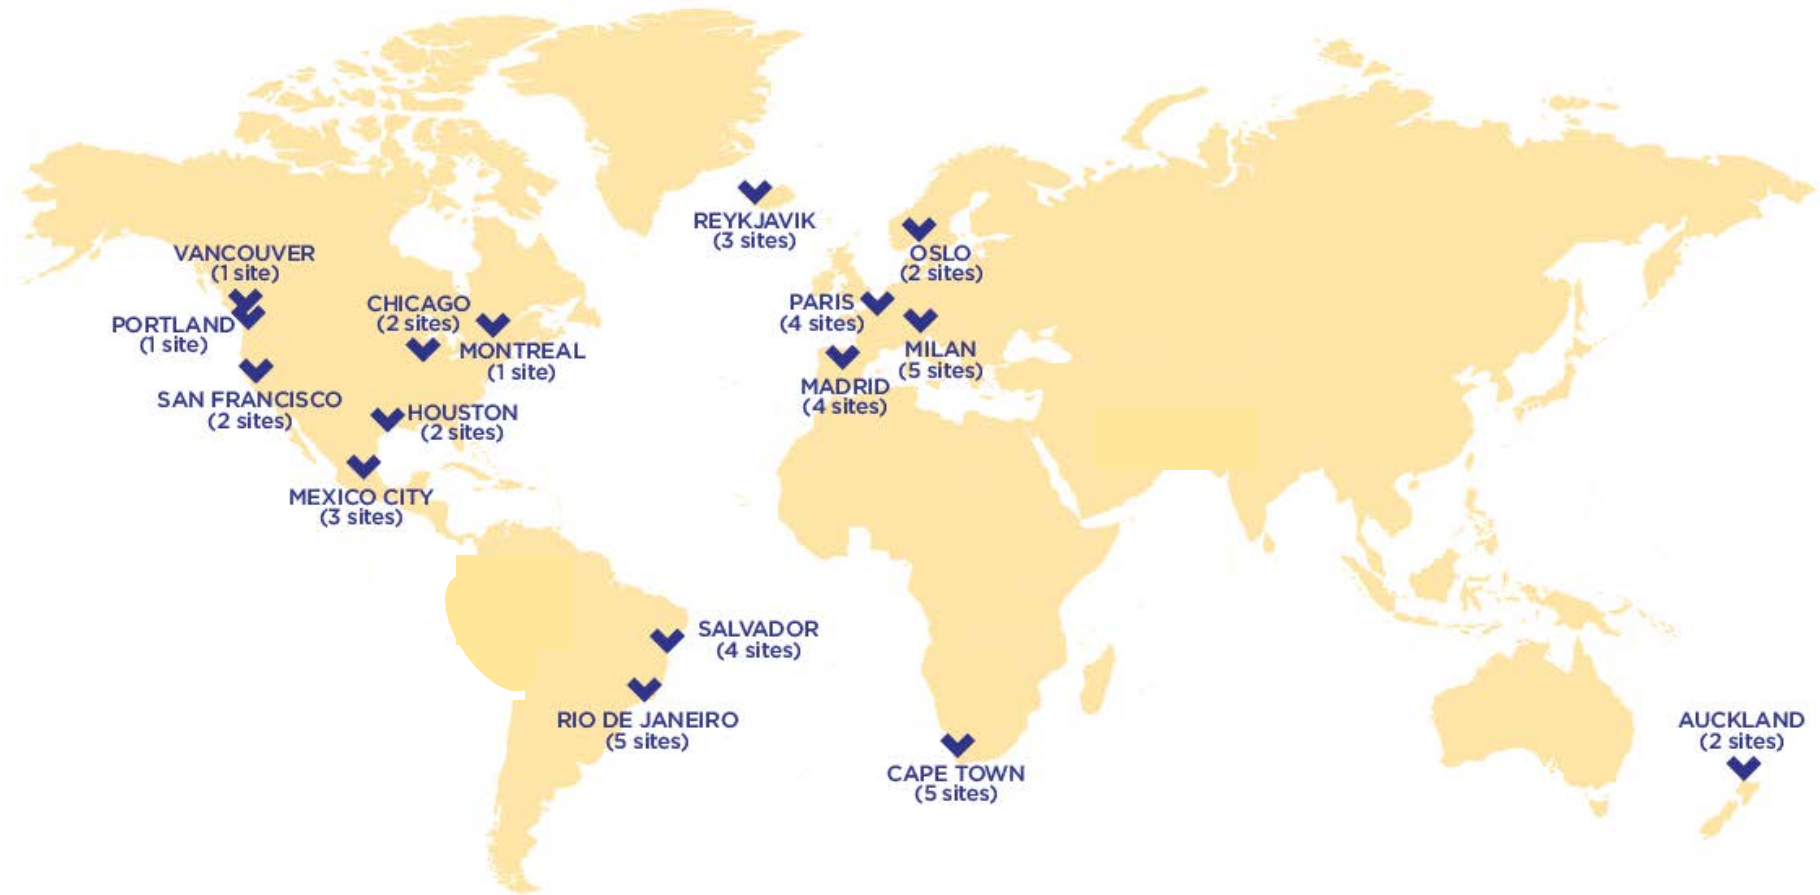 REYKJAVIK
(3 sites)
OSLO
(2 sites)
VANCOUVER
(1 site)
PORTLAND
(1 site)
CHICAGO
(2 sites)
MONTREAL
(1 site)
PARIS
(4 sites)
MILAN
(5 sites)
MADRID
(4 sites)
SAN FRANCISCO
(2 sites)
HOUSTON
(2 sites)
MEXICO CITY
(3 sites)
SALVADOR
(4 sites)
RIO DE JANEIRO
(5 sites)
CAPE TOWN
(5 sites)
AUCKLAND
(2 sites)